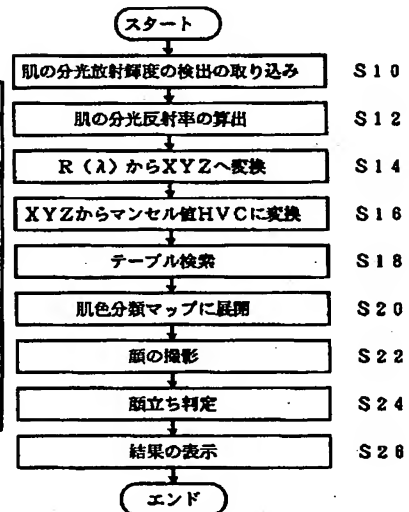 スタート
肌の分光放射輝度の検出の取り込み S10
肌の分光反射率の算出 S12
R(λ)からXYZへ変換 S14
XYZからマンセル値HVCに変換 S16
テーブル検索 S18
肌色分類マップに展開 S20
顔の撮影 S22
顔立ち判定 S24
結果の表示 S26
エンド